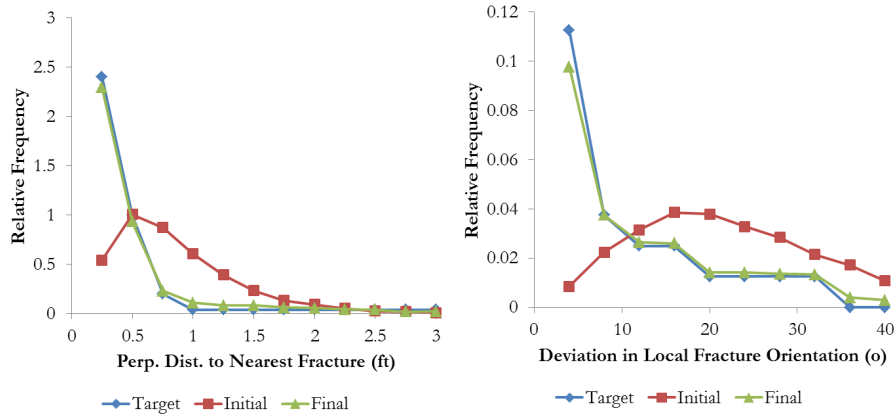 3
2.5
2
1.5
1
0.5
0
Relative Frequency
0 0.5 1 1.5 2 2.5 3
Perp. Dist. to Nearest Fracture (ft)
Target Initial Final
0.12
0.1
0.08
0.06
0.04
0.02
0
Relative Frequency
0 10 20 30 40
Deviation in Local Fracture Orientation (o)
Target Initial Final